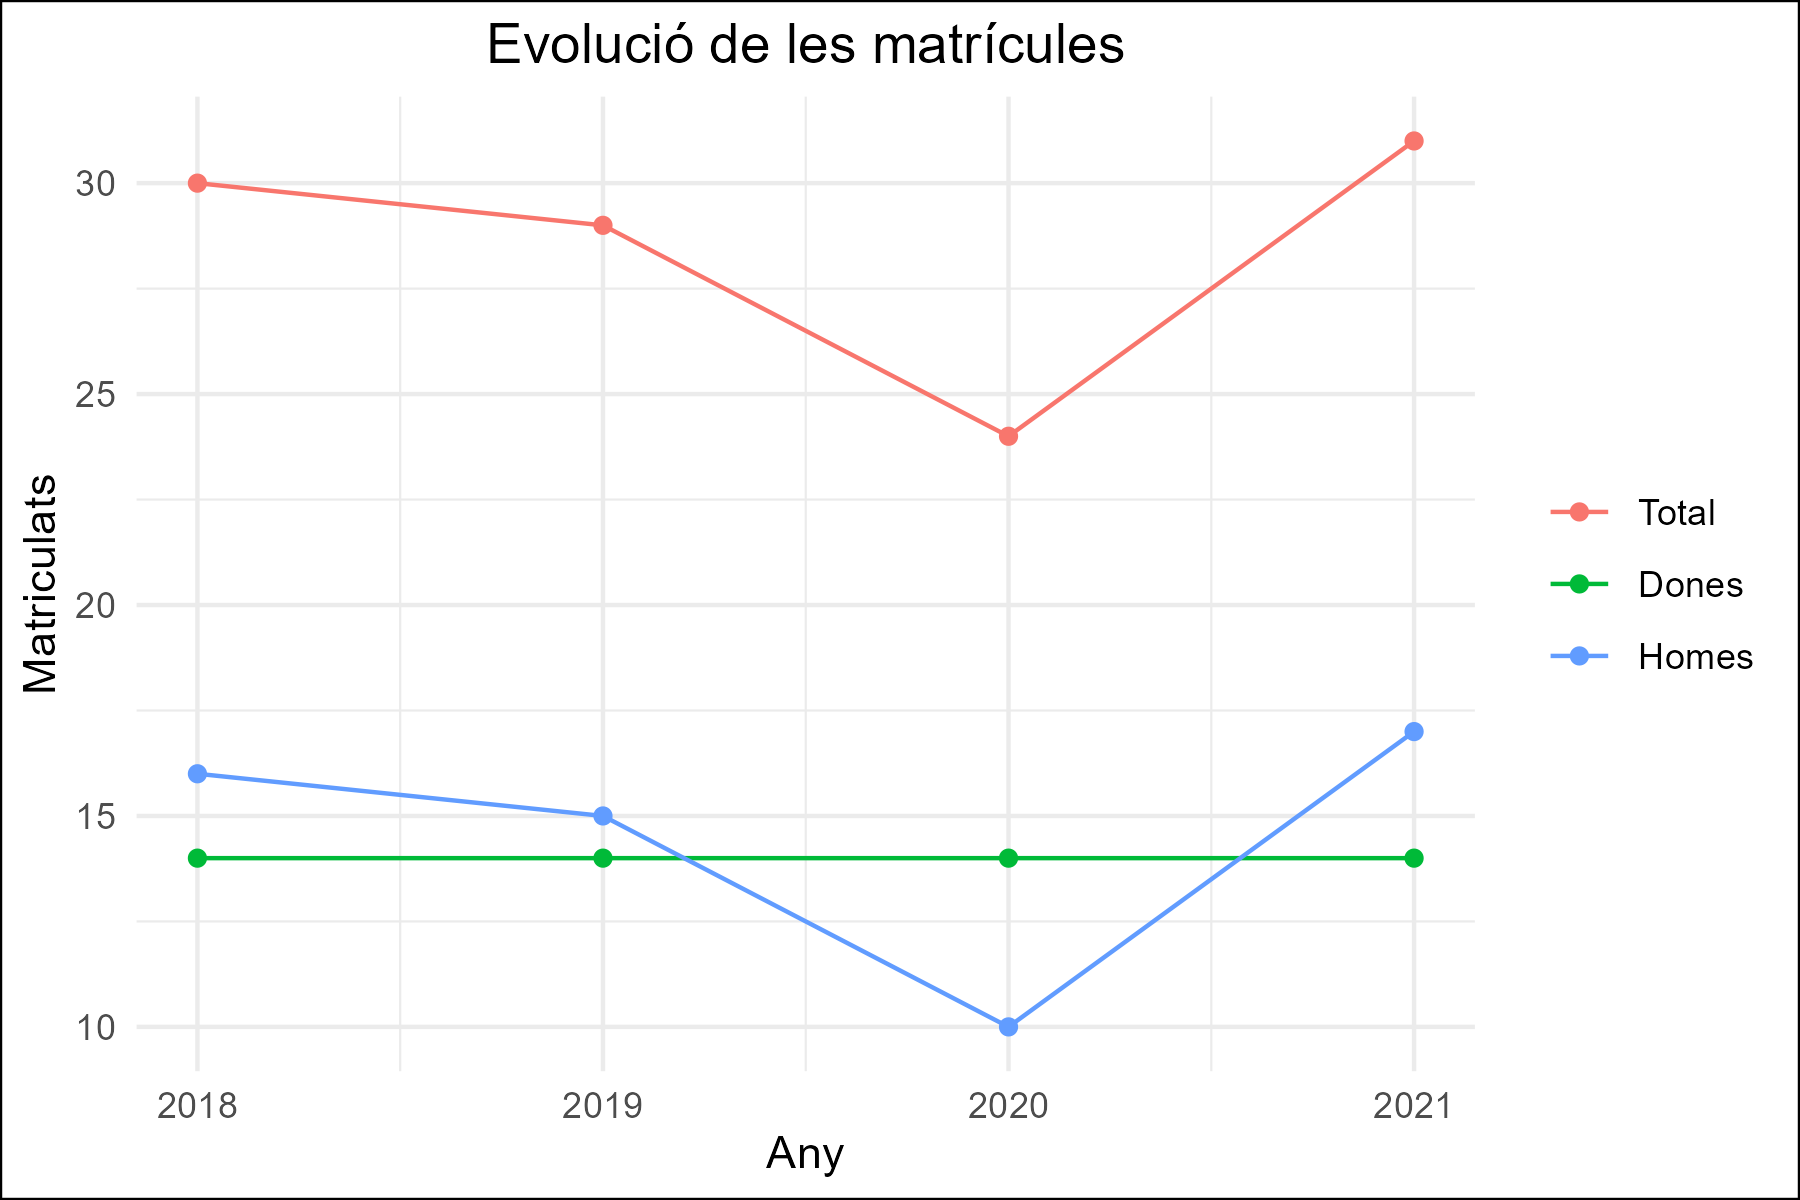 Evolució de les matrícules
Matriculats
30
25
20
15
10
2018
2019
2020
2021
Any
Total
Dones
Homes